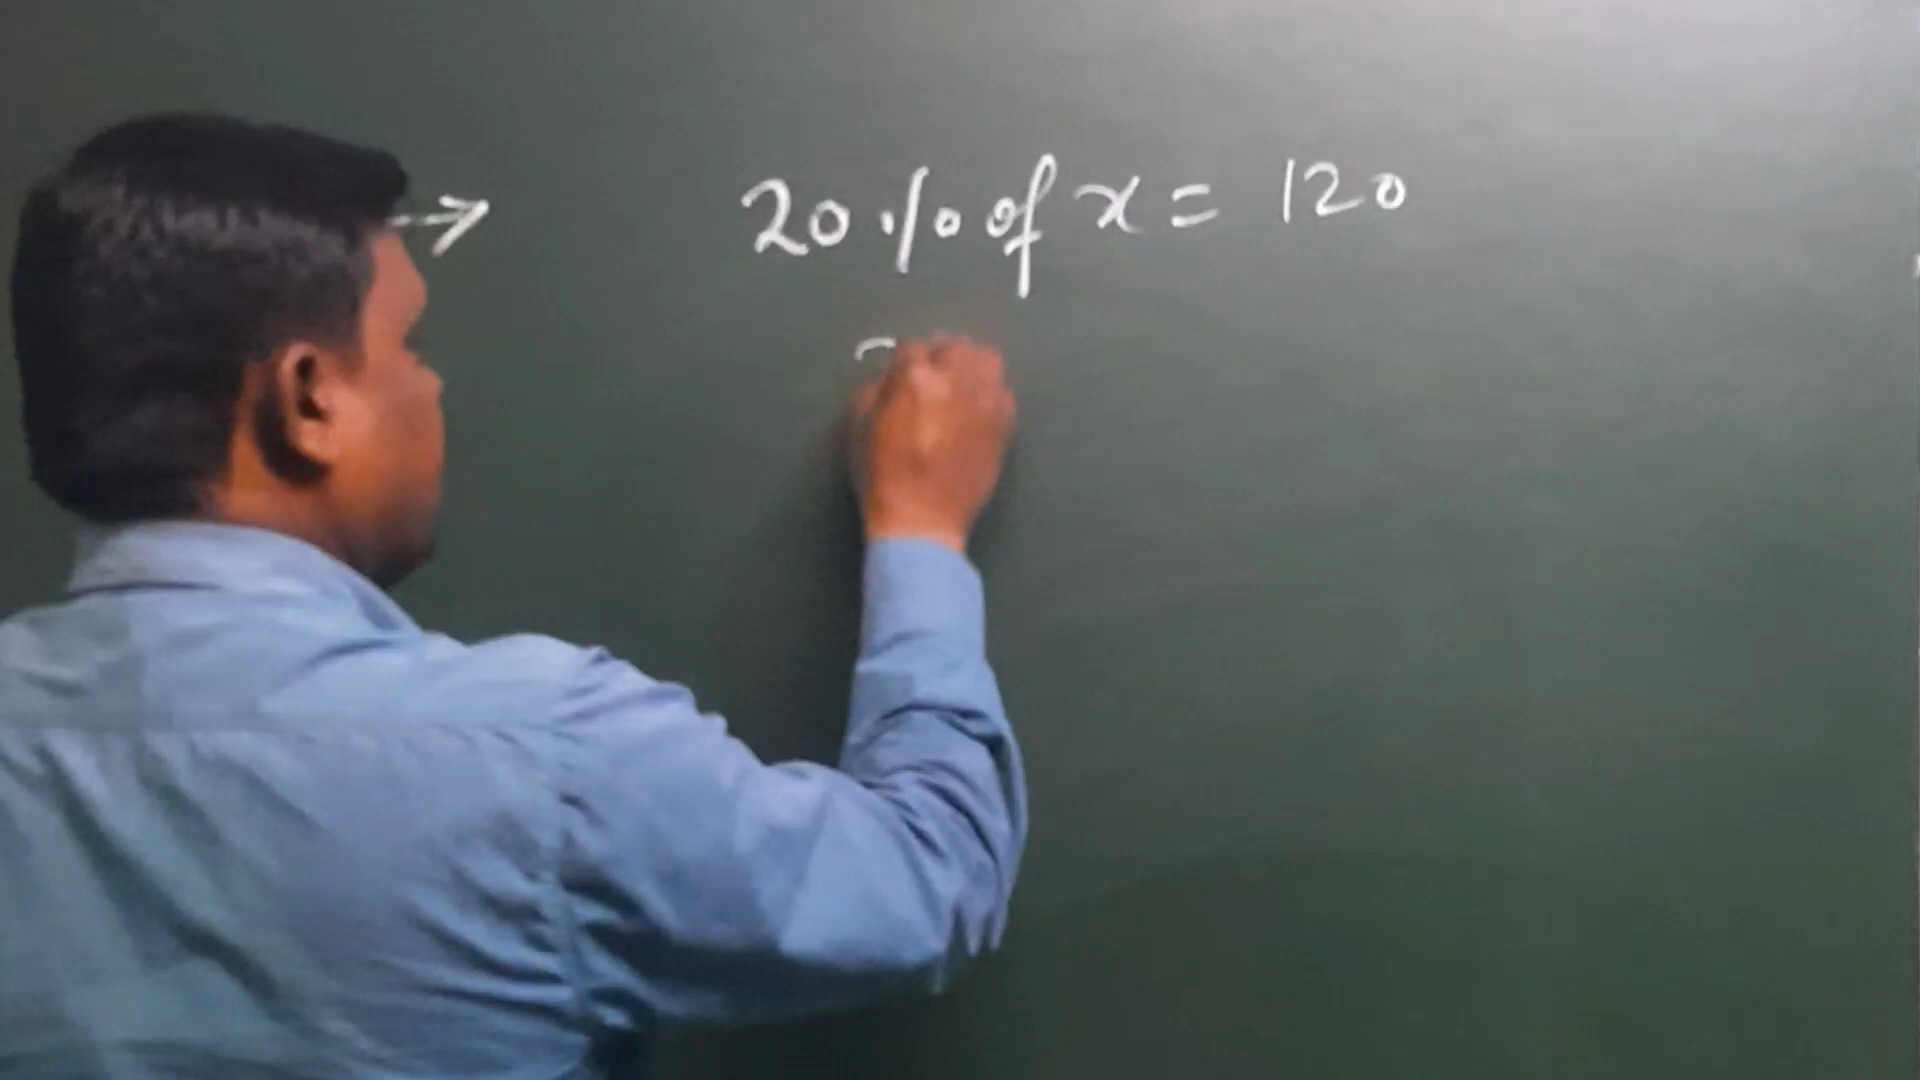 → 20% of x = 120